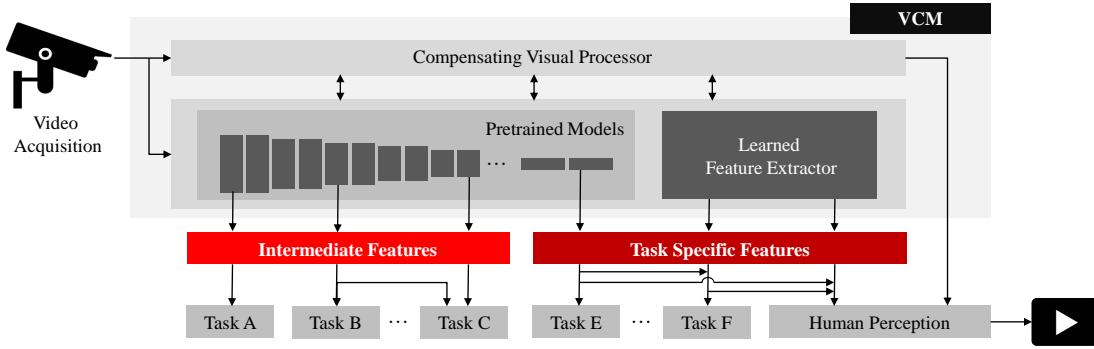 VCM
Compensating Visual Processor
Video
Acquisition
Pretrained Models
...
Learned
Feature Extractor
Intermediate Features
Task Specific Features
Task A
Task B
...
Task C
Task E
...
Task F
Human Perception